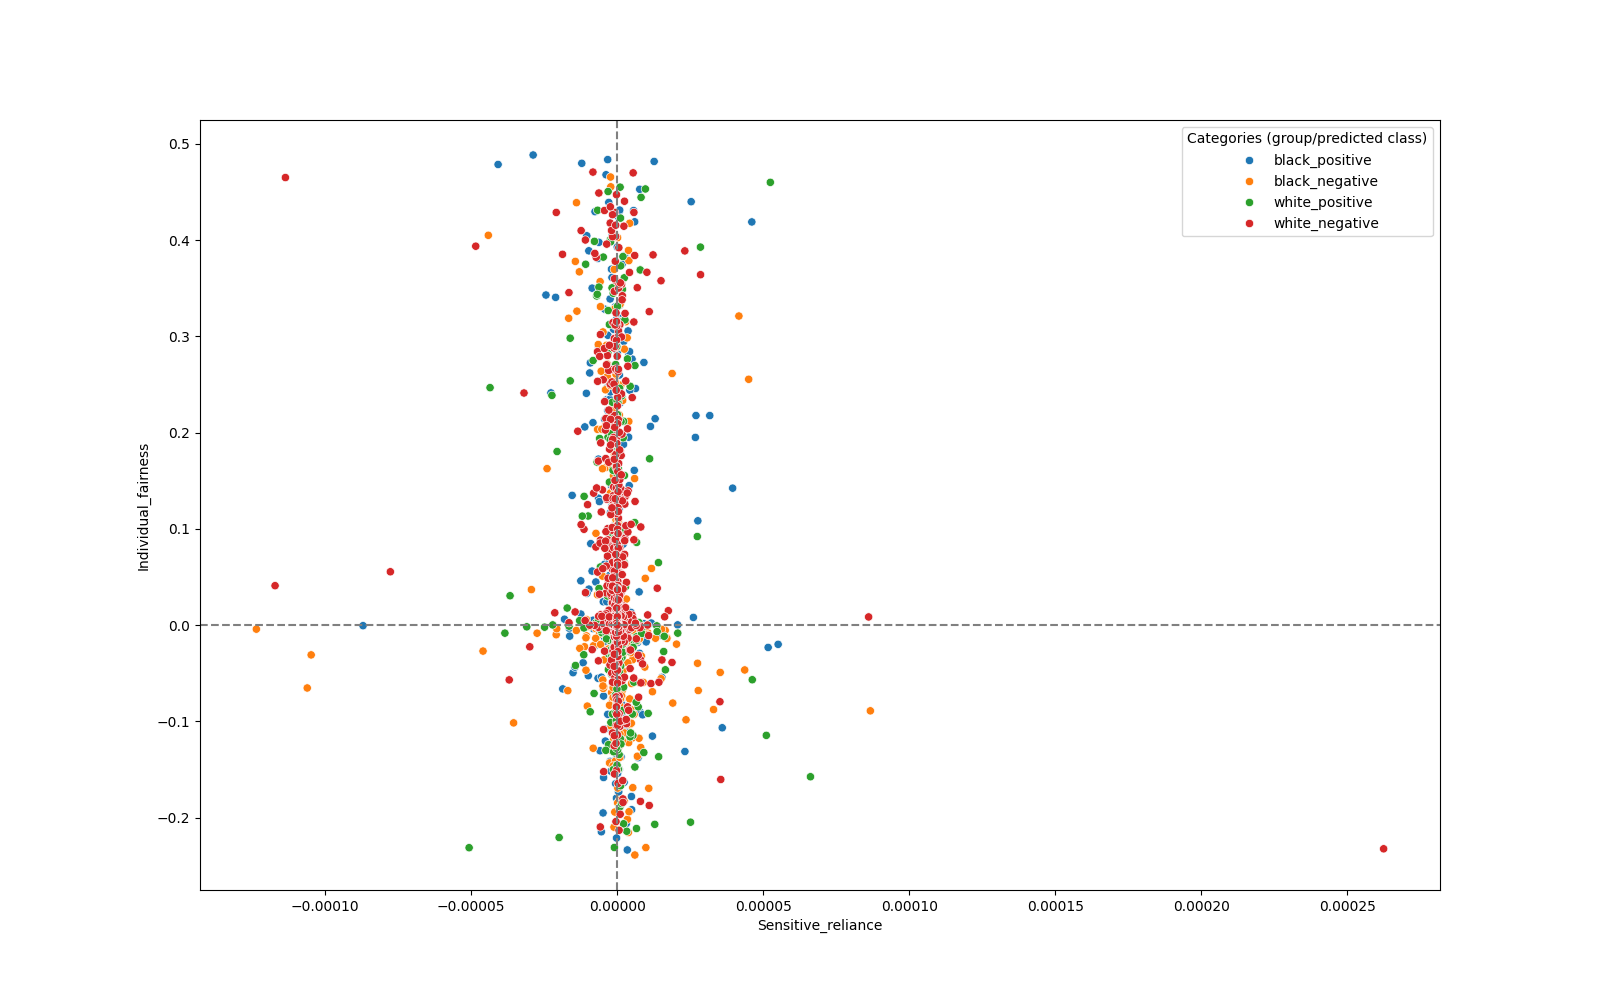 Categories (group/predicted class)
black_positive
black_negative
white_positive
white_negative
0.5
0.4
0.3
0.2
0.1
0.0
−0.1
−0.2
Individual_fairness
−0.00010 −0.00005 0.00000 0.00005 0.00010 0.00015 0.00020 0.00025
Sensitive_reliance